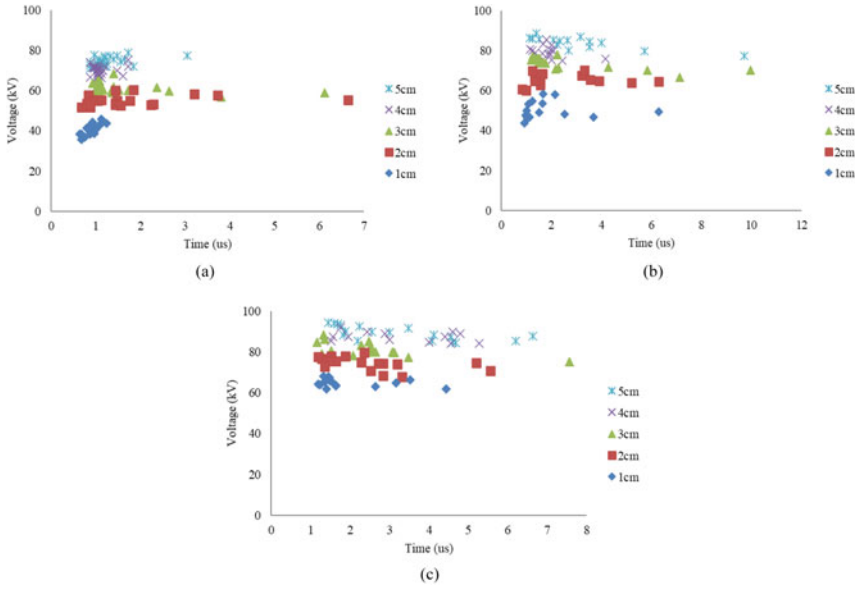 100
80
60
40
20
0
0 1 2 3 4 5 6 7
Voltage (kV)
Time (us)
5cm
4cm
3cm
2cm
1cm
(a)
100
80
60
40
20
0
0 2 4 6 8 10 12
Voltage (kV)
Time (us)
5cm
4cm
3cm
2cm
1cm
(b)
100
80
60
40
20
0
0 1 2 3 4 5 6 7 8
Voltage (kV)
Time (us)
5cm
4cm
3cm
2cm
1cm
(c)